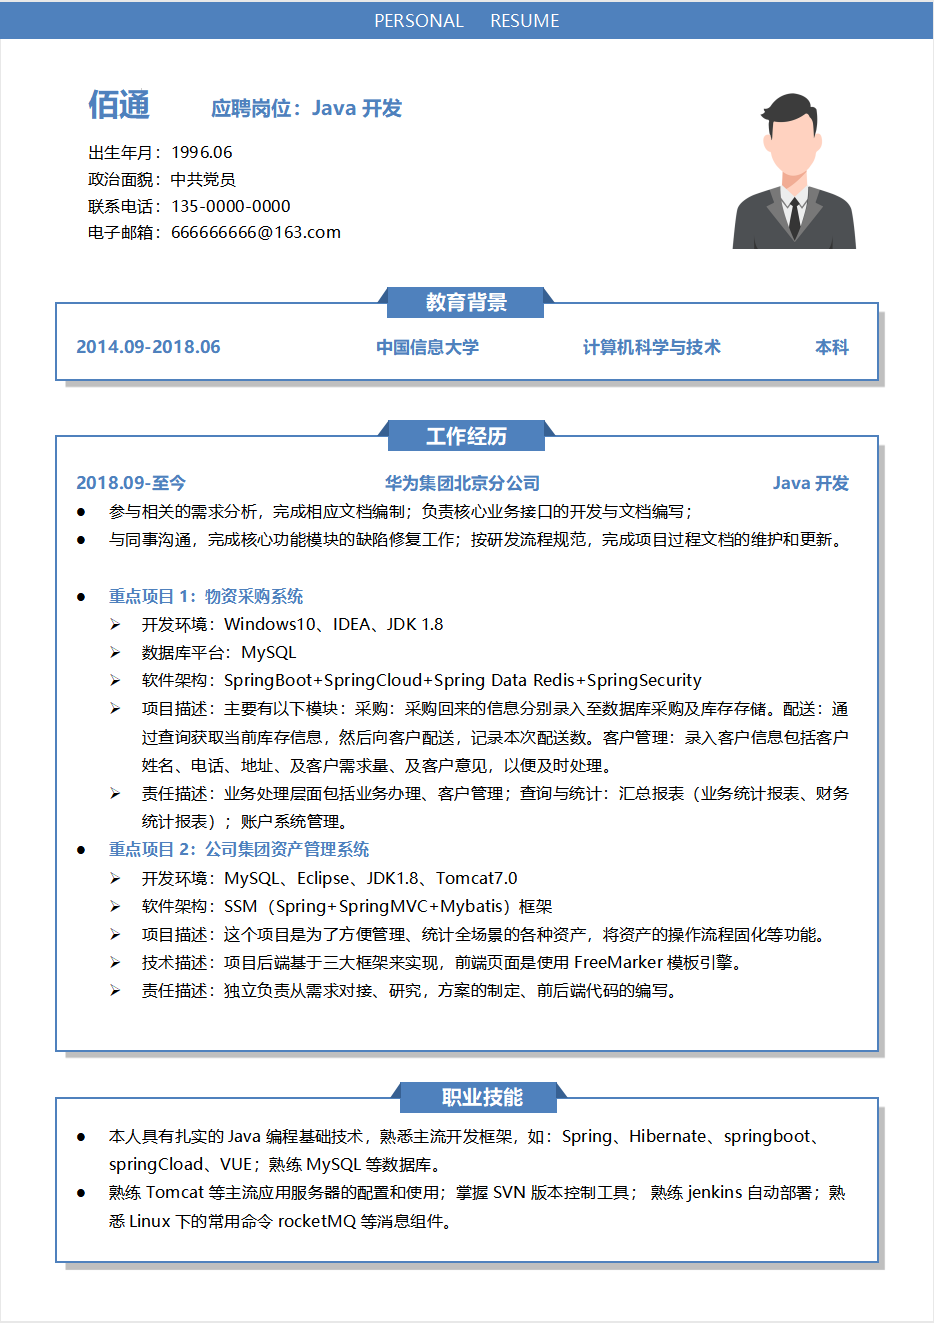 PERSONAL RESUME
佰通 应聘岗位：Java 开发
出生年月：1996.06
政治面貌：中共党员
联系电话：135-0000-0000
电子邮箱：666666666@163.com
教育背景
2014.09-2018.06 中国信息大学 计算机科学与技术 本科
工作经历
2018.09-至今 华为集团北京分公司 Java 开发
● 参与相关的需求分析，完成相应文档编制；负责核心业务接口的开发与文档编写；
● 与同事沟通，完成核心功能模块的缺陷修复工作；按研发流程规范，完成项目过程文档的维护和更新。
● 重点项目 1：物资采购系统
➢ 开发环境：Windows10、IDEA、JDK 1.8
➢ 数据库平台：MySQL
➢ 软件架构：SpringBoot+SpringCloud+Spring Data Redis+SpringSecurity
➢ 项目描述：主要有以下模块：采购：采购回来的信息分别录入至数据库采购及库存存储。配送：通
过查询获取当前库存信息，然后向客户配送，记录本次配送数。客户管理：录入客户信息包括客户
姓名、电话、地址、及客户需求量、及客户意见，以便及时处理。
➢ 责任描述：业务处理层面包括业务办理、客户管理；查询与统计：汇总报表（业务统计报表、财务
统计报表）；账户系统管理。
● 重点项目 2：公司集团资产管理系统
➢ 开发环境：MySQL、Eclipse、JDK1.8、Tomcat7.0
➢ 软件架构：SSM（Spring+SpringMVC+Mybatis）框架
➢ 项目描述：这个项目是为了方便管理、统计全场景的各种资产，将资产的操作流程固化等功能。
➢ 技术描述：项目后端基于三大框架来实现，前端页面是使用 FreeMarker 模板引擎。
➢ 责任描述：独立负责从需求对接、研究，方案的制定、前后端代码的编写。
职业技能
● 本人具有扎实的 Java 编程基础技术，熟悉主流开发框架，如：Spring、Hibernate、springboot、
springCload、VUE；熟练 MySQL 等数据库。
● 熟练 Tomcat 等主流应用服务器的配置和使用；掌握 SVN 版本控制工具； 熟练 jenkins 自动部署；熟
悉 Linux 下的常用命令 rocketMQ 等消息组件。